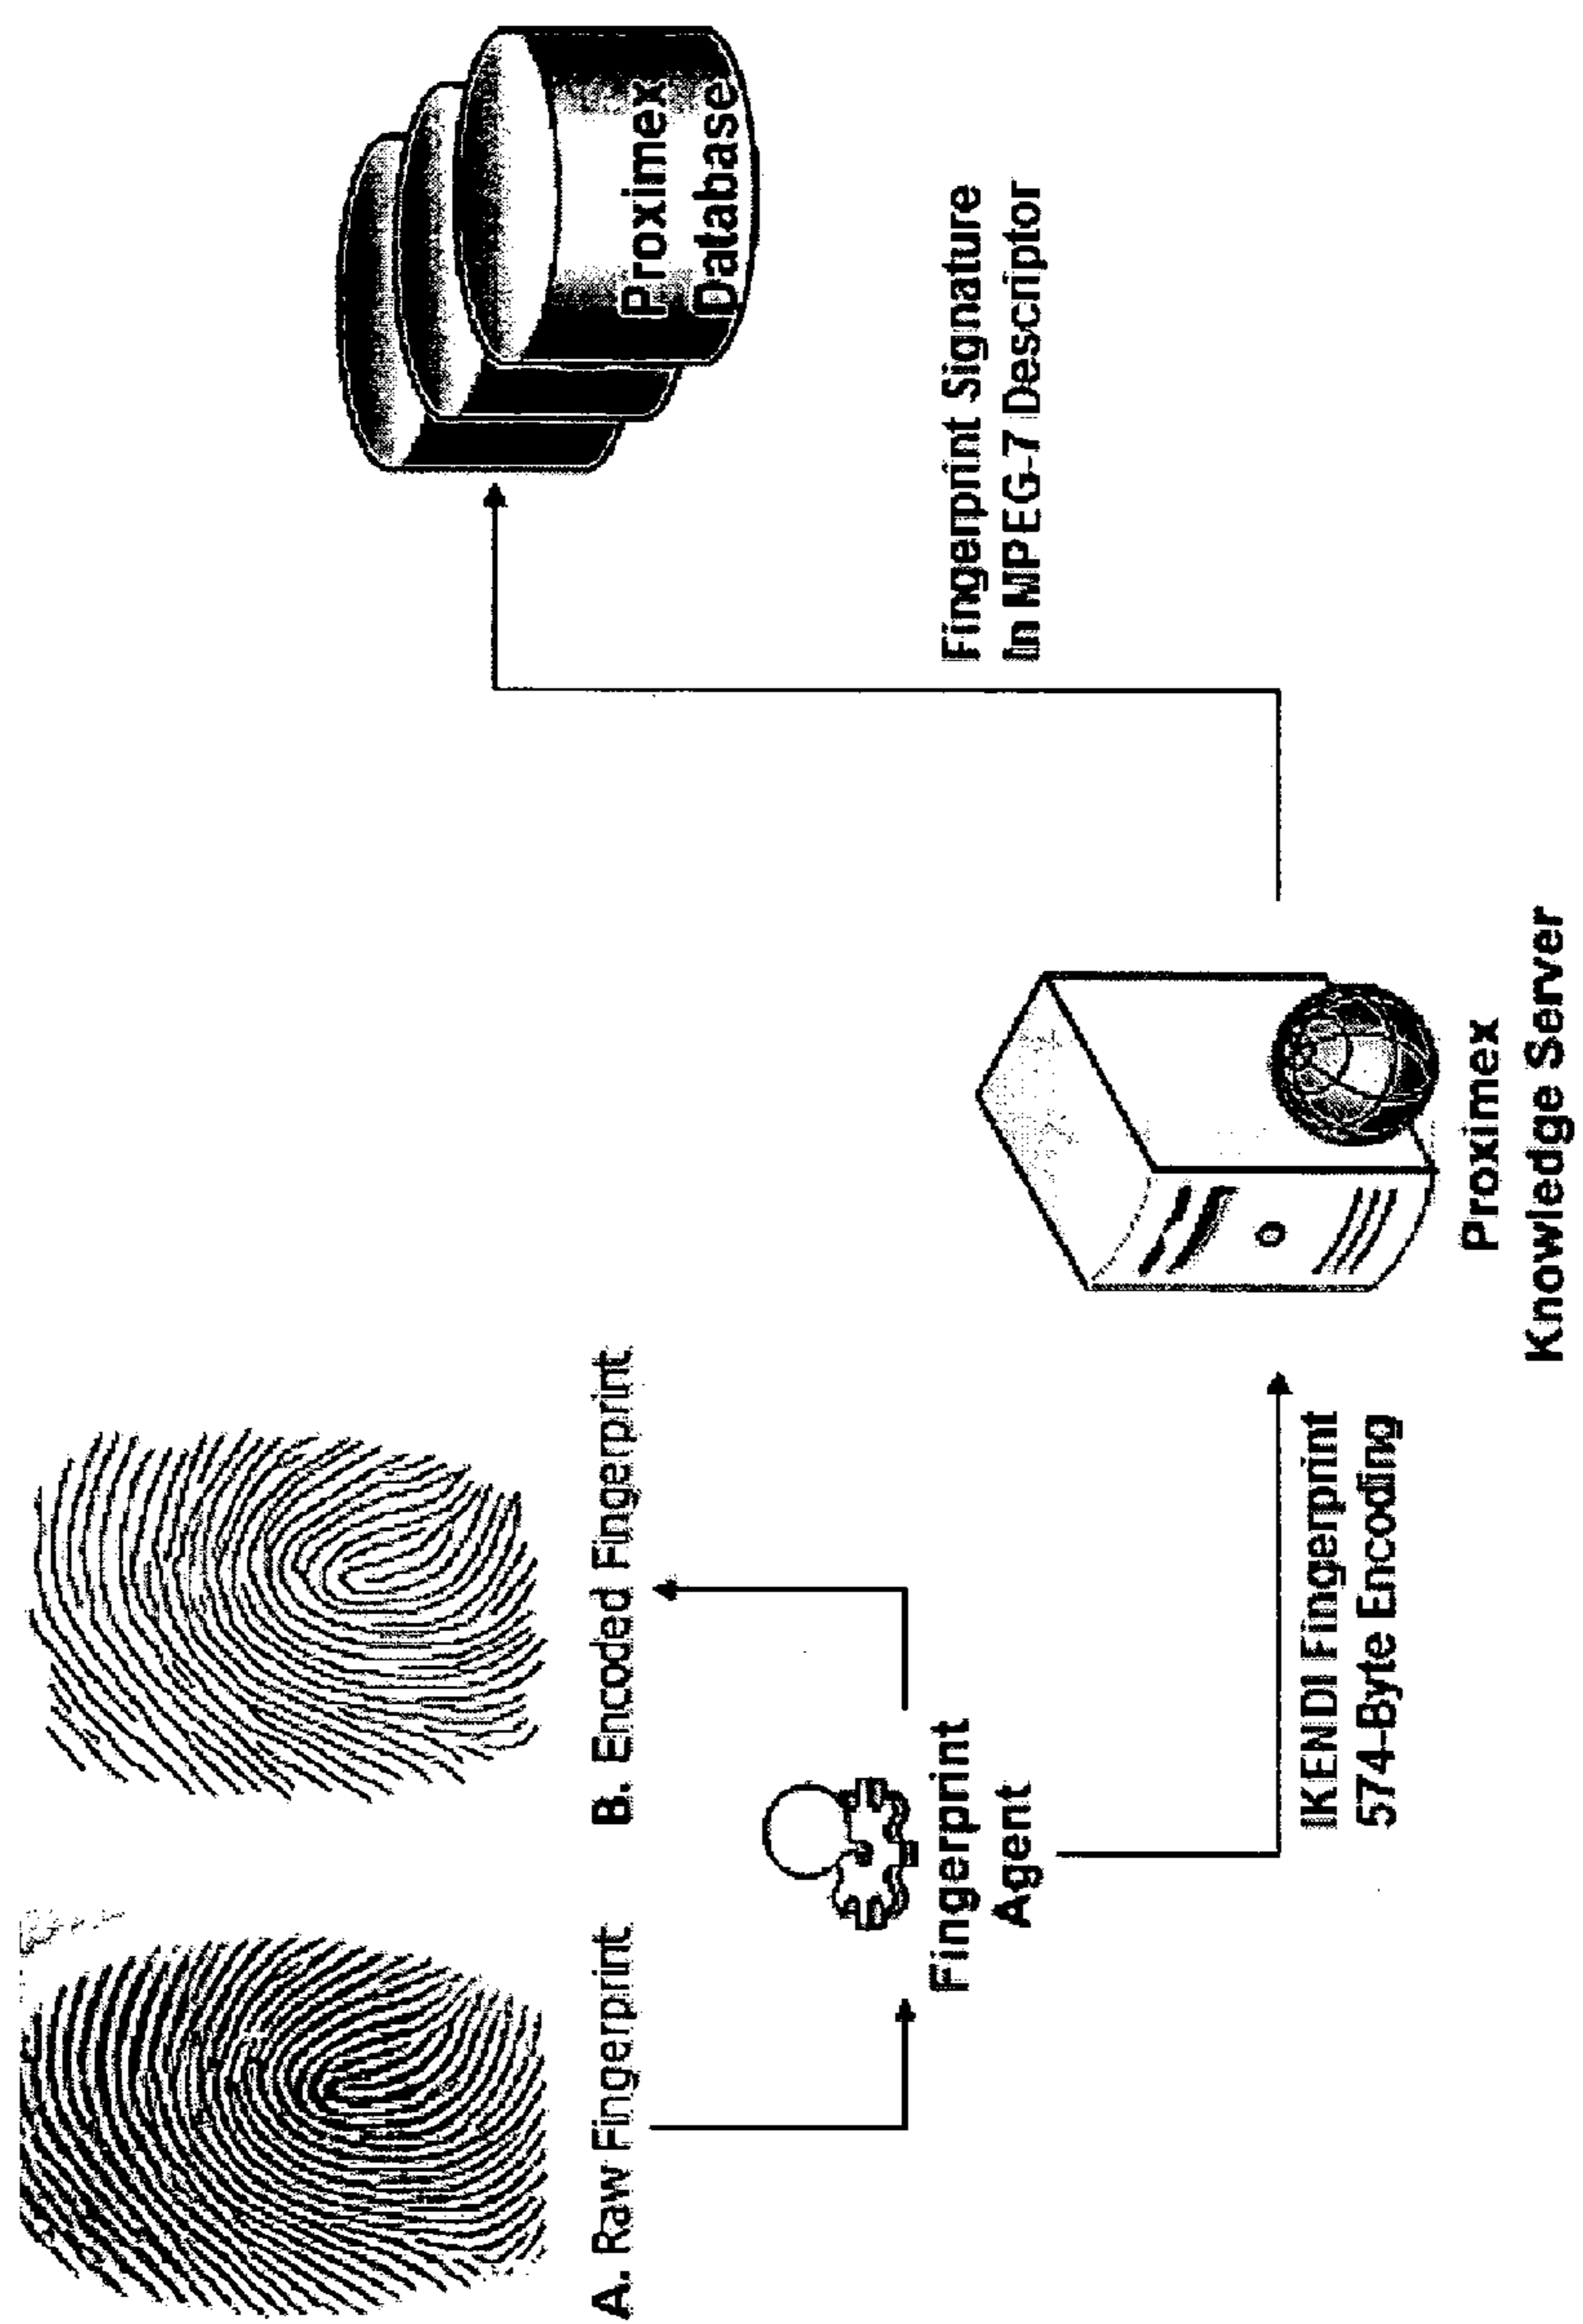 A. Raw Fingerprint
B. Encoded Fingerprint
Fingerprint
Agent
IKENDI Fingerprint
574-Byte Encoding
Proximex
Knowledge Server
Fingerprint Signature
In MPEG-7 Descriptor
Proximex
Database